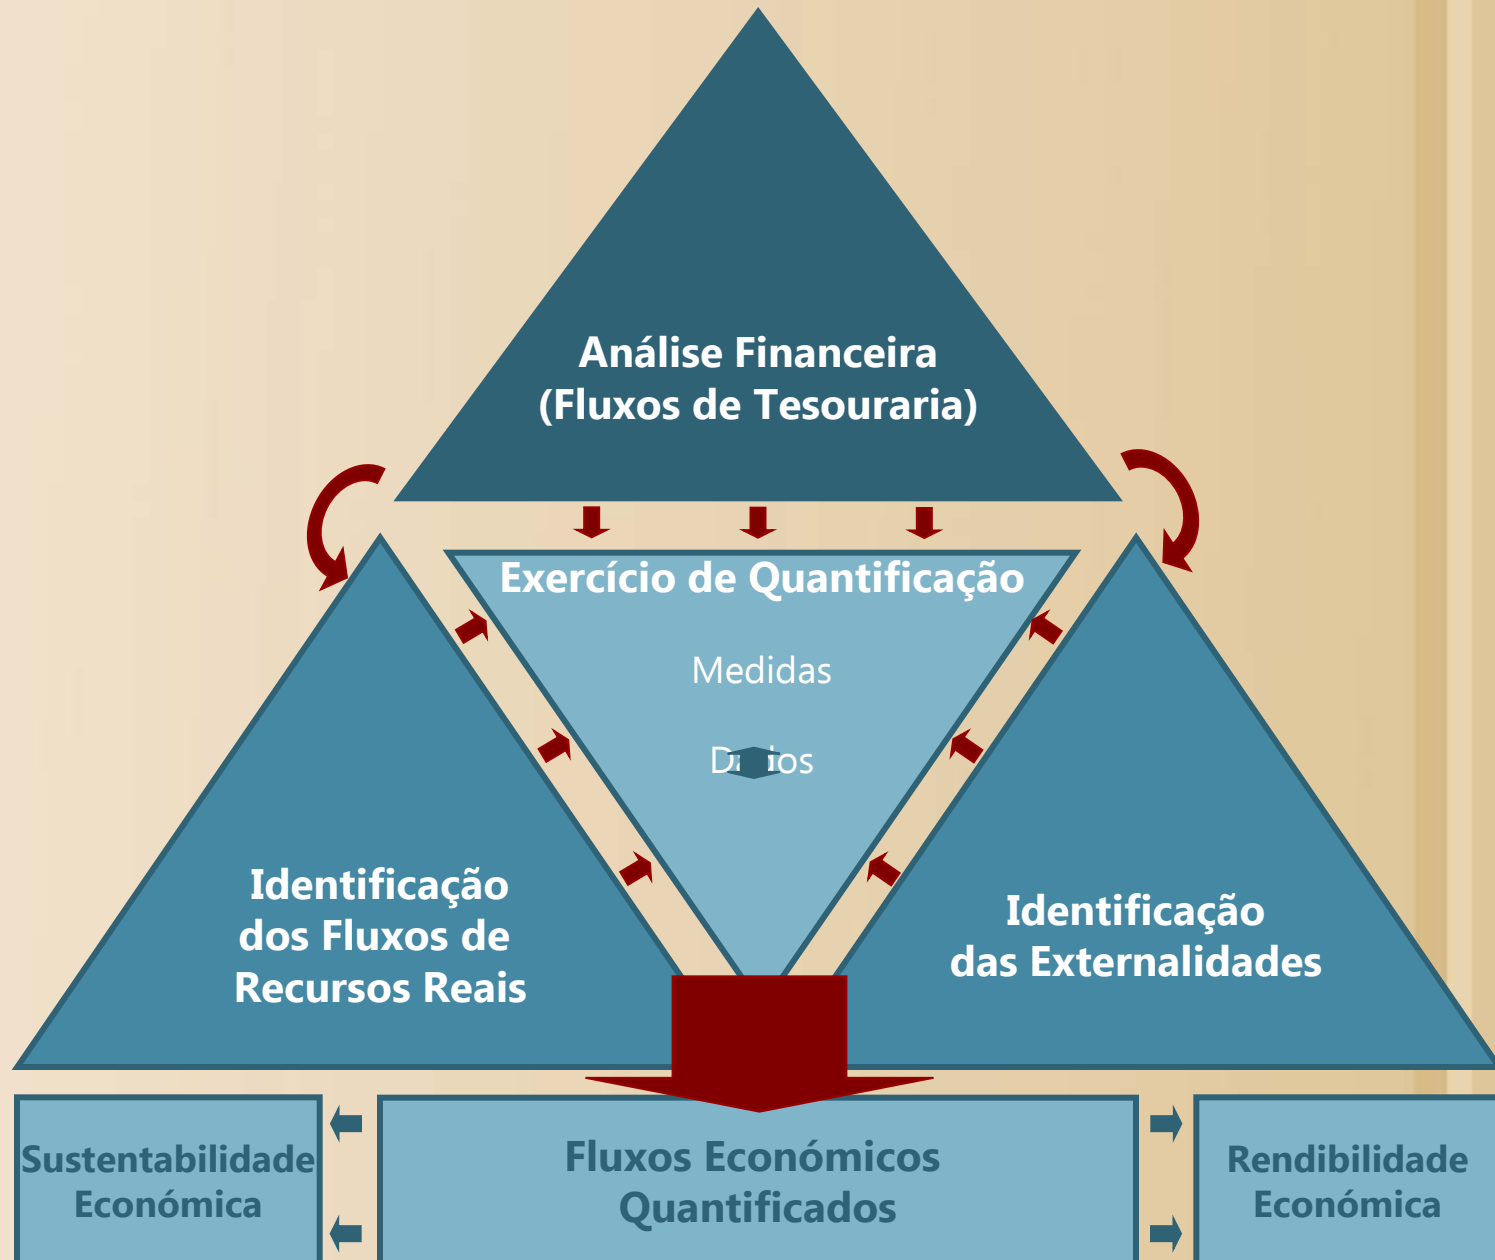 Análise Financeira
(Fluxos de Tesouraria)
Exercício de Quantificação
Medidas
Dados
Identificação
dos Fluxos de
Recursos Reais
Identificação
das Externalidades
Sustentabilidade
Económica
Fluxos Económicos
Quantificados
Rendibilidade
Económica